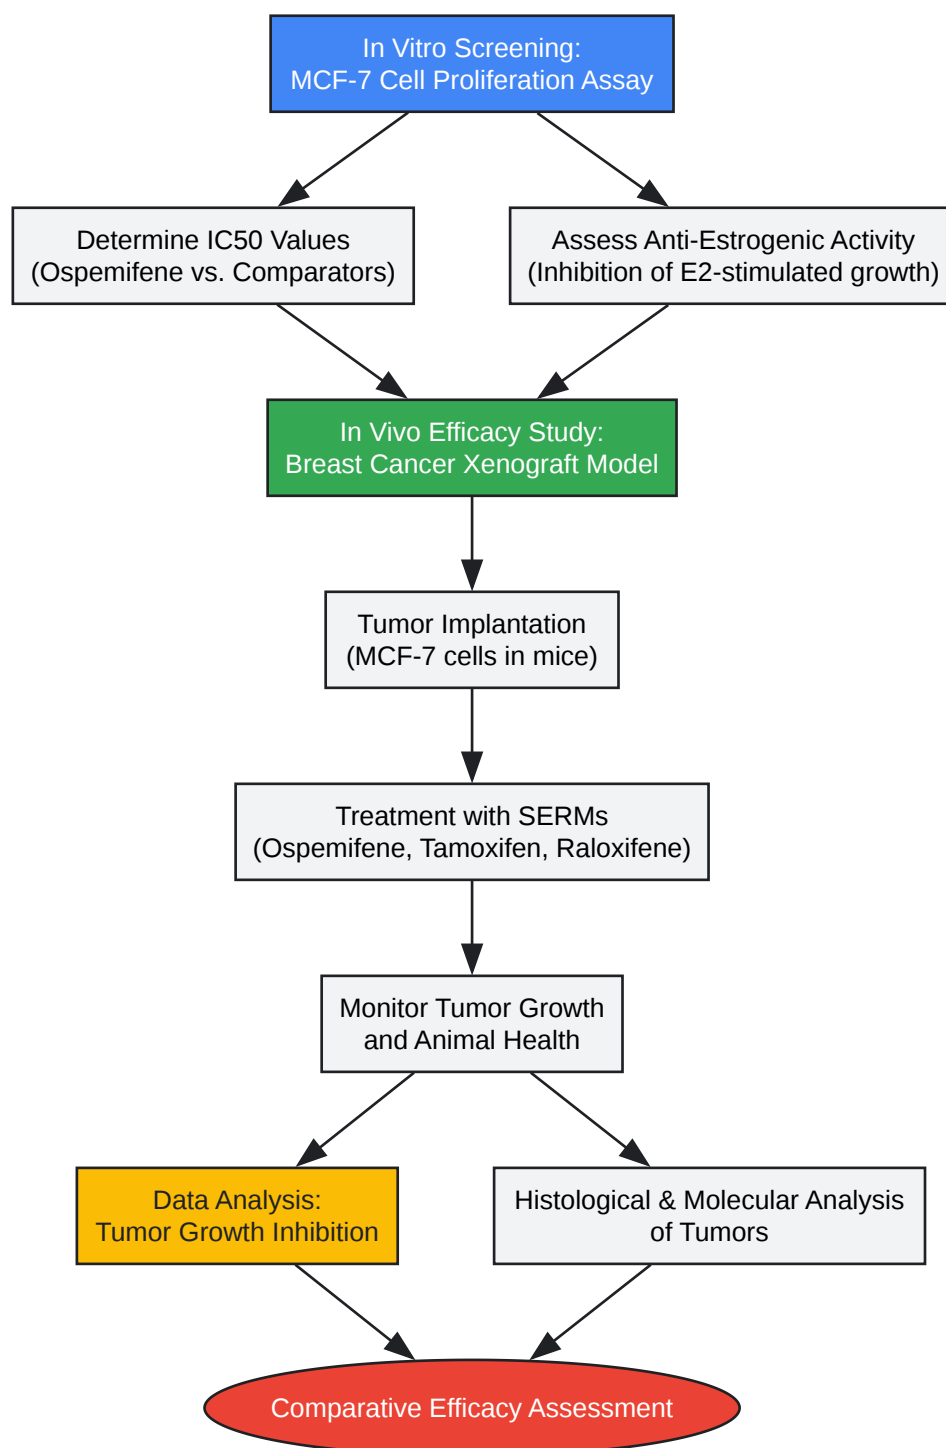 In Vitro Screening:
MCF-7 Cell Proliferation Assay
Determine IC50 Values
(Ospemifene vs. Comparators)
Assess Anti-Estrogenic Activity
(Inhibition of E2-stimulated growth)
In Vivo Efficacy Study:
Breast Cancer Xenograft Model
Tumor Implantation
(MCF-7 cells in mice)
Treatment with SERMs
(Ospemifene, Tamoxifen, Raloxifene)
Monitor Tumor Growth
and Animal Health
Data Analysis:
Tumor Growth Inhibition
Histological & Molecular Analysis
of Tumors
Comparative Efficacy Assessment